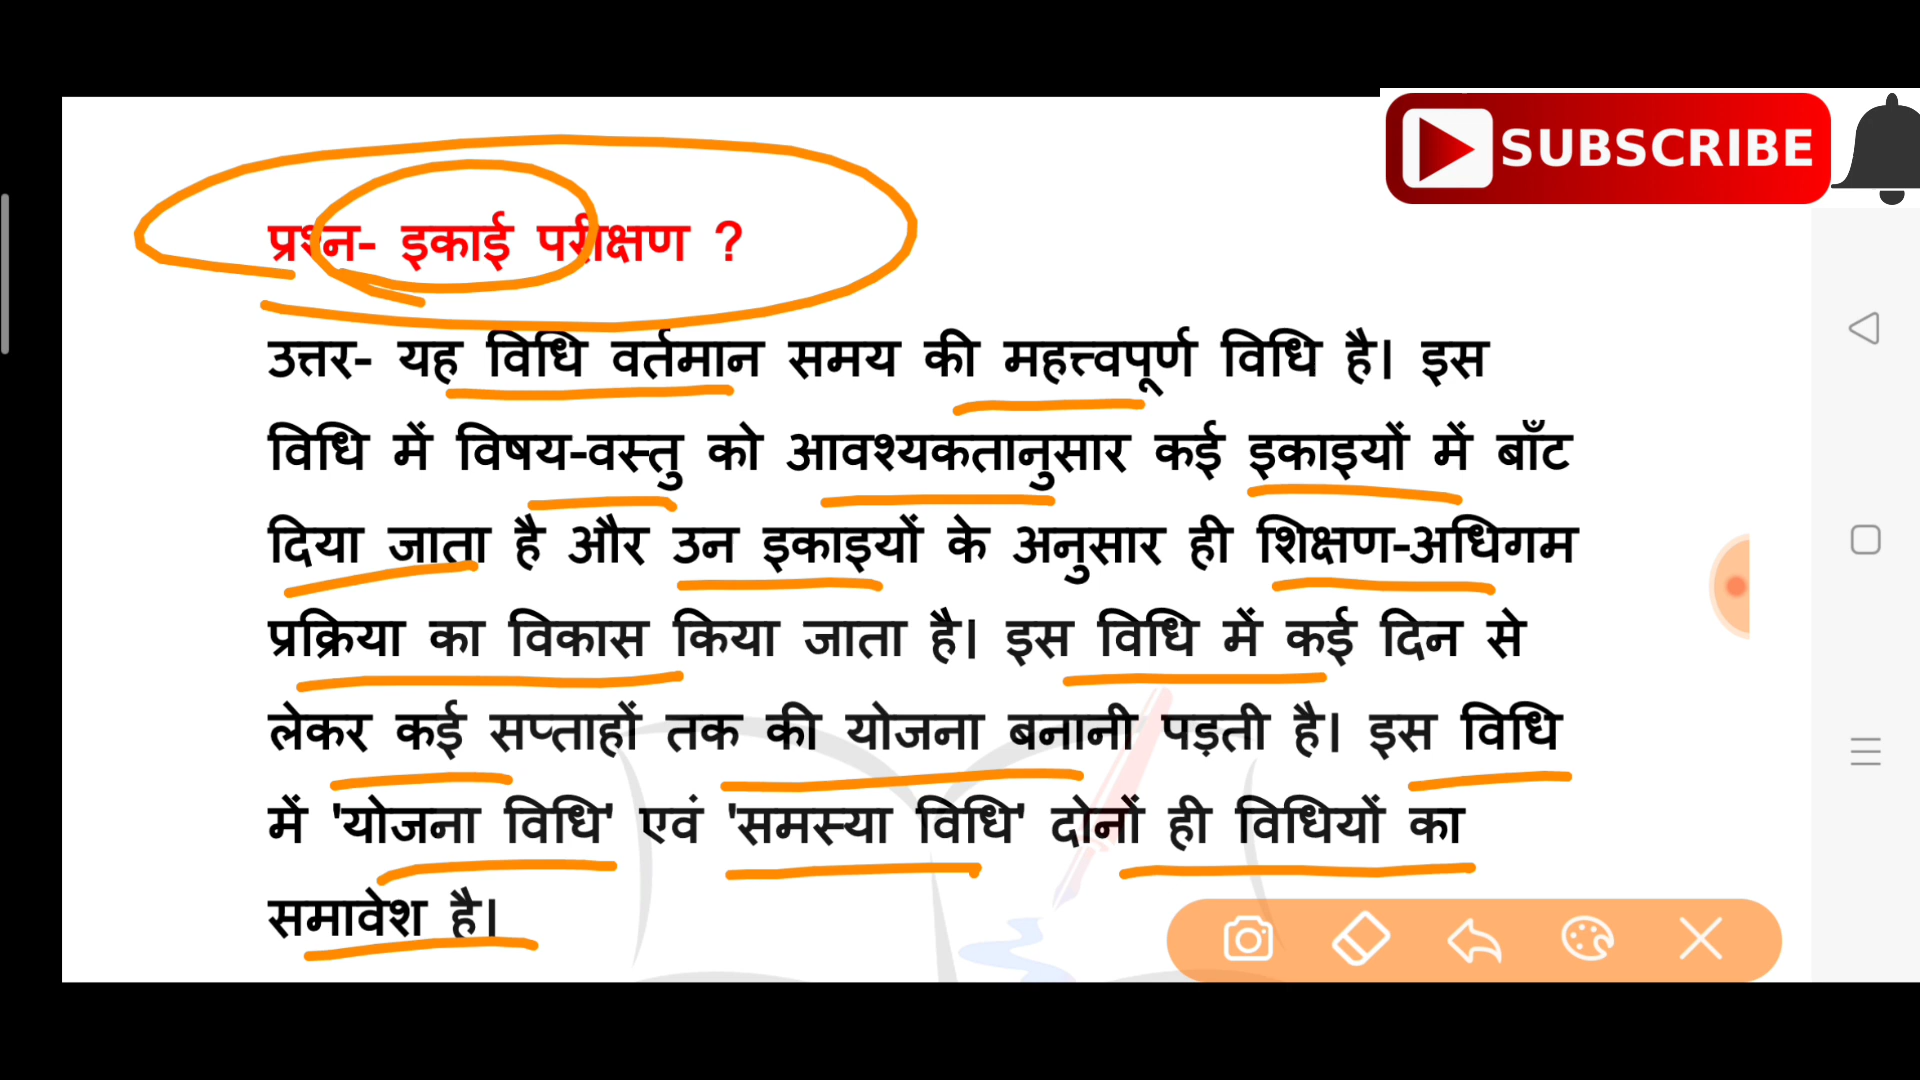 SUBSCRIBE
प्रश्न- इकाई परीक्षण ?
उत्तर- यह विधि वर्तमान समय की महत्त्वपूर्ण विधि है। इस
विधि में विषय-वस्तु को आवश्यकतानुसार कई इकाइयों में बाँट
दिया जाता है और उन इकाइयों के अनुसार ही शिक्षण-अधिगम
प्रक्रिया का विकास किया जाता है। इस विधि में कई दिन से
लेकर कई सप्ताहों तक की योजना बनानी पड़ती है। इस विधि
में 'योजना विधि' एवं 'समस्या विधि' दोनों ही विधियों का
समावेश है।